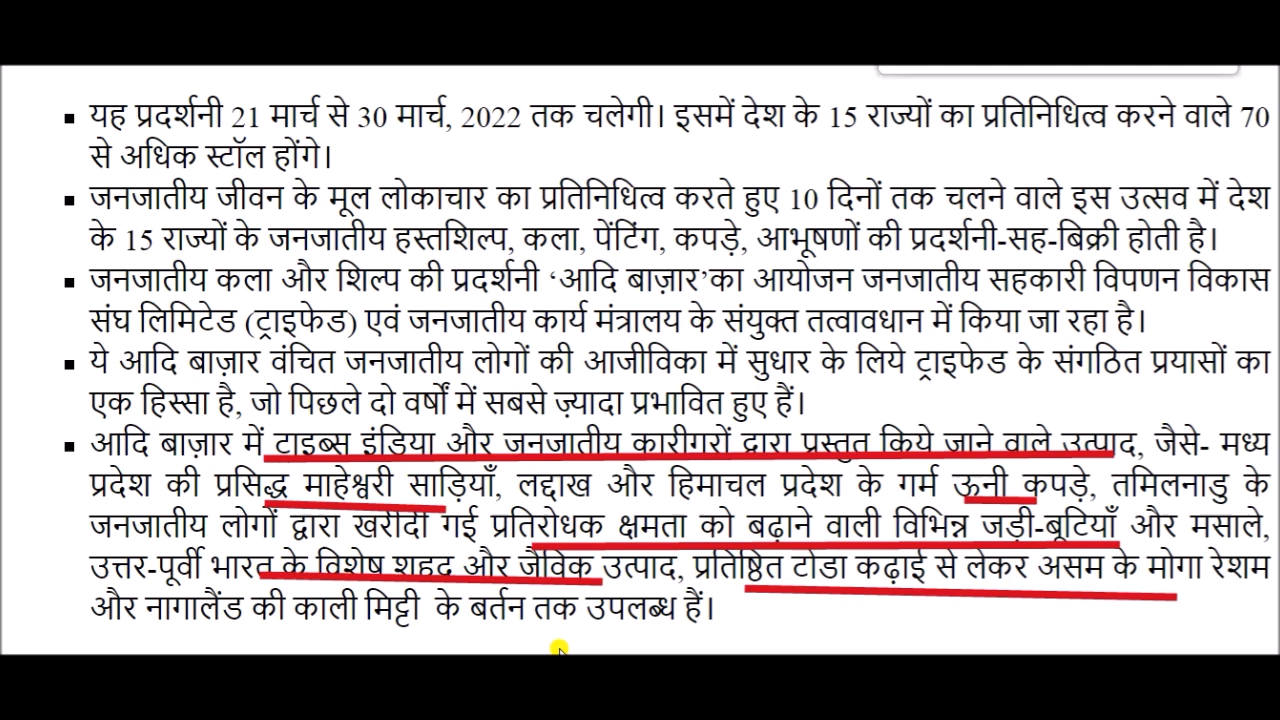 ▪ यह प्रदर्शनी 21 मार्च से 30 मार्च, 2022 तक चलेगी। इसमें देश के 15 राज्यों का प्रतिनिधित्व करने वाले 70
से अधिक स्टॉल होंगे।
▪ जनजातीय जीवन के मूल लोकाचार का प्रतिनिधित्व करते हुए 10 दिनों तक चलने वाले इस उत्सव में देश
के 15 राज्यों के जनजातीय हस्तशिल्प, कला, पेंटिंग, कपड़े, आभूषणों की प्रदर्शनी-सह-बिक्री होती है।
▪ जनजातीय कला और शिल्प की प्रदर्शनी ‘आदि बाज़ार’का आयोजन जनजातीय सहकारी विपणन विकास
संघ लिमिटेड (ट्राइफेड) एवं जनजातीय कार्य मंत्रालय के संयुक्त तत्वावधान में किया जा रहा है।
▪ ये आदि बाज़ार वंचित जनजातीय लोगों की आजीविका में सुधार के लिये ट्राइफेड के संगठित प्रयासों का
एक हिस्सा है, जो पिछले दो वर्षों में सबसे ज़्यादा प्रभावित हुए हैं।
▪ आदि बाज़ार में टाइब्स इंडिया और जनजातीय कारीगरों द्वारा प्रस्तुत किये जाने वाले उत्पाद, जैसे- मध्य
प्रदेश की प्रसिद्ध माहेश्वरी साड़ियाँ, लद्दाख और हिमाचल प्रदेश के गर्म ऊनी कपड़े, तमिलनाडु के
जनजातीय लोगों द्वारा खरीदी गई प्रतिरोधक क्षमता को बढ़ाने वाली विभिन्न जड़ी-बूटियाँ और मसाले,
उत्तर-पूर्वी भारत के विशेष शहद और जैविक उत्पाद, प्रतिष्ठित टोडा कढ़ाई से लेकर असम के मोगा रेशम
और नागालैंड की काली मिट्टी के बर्तन तक उपलब्ध हैं।